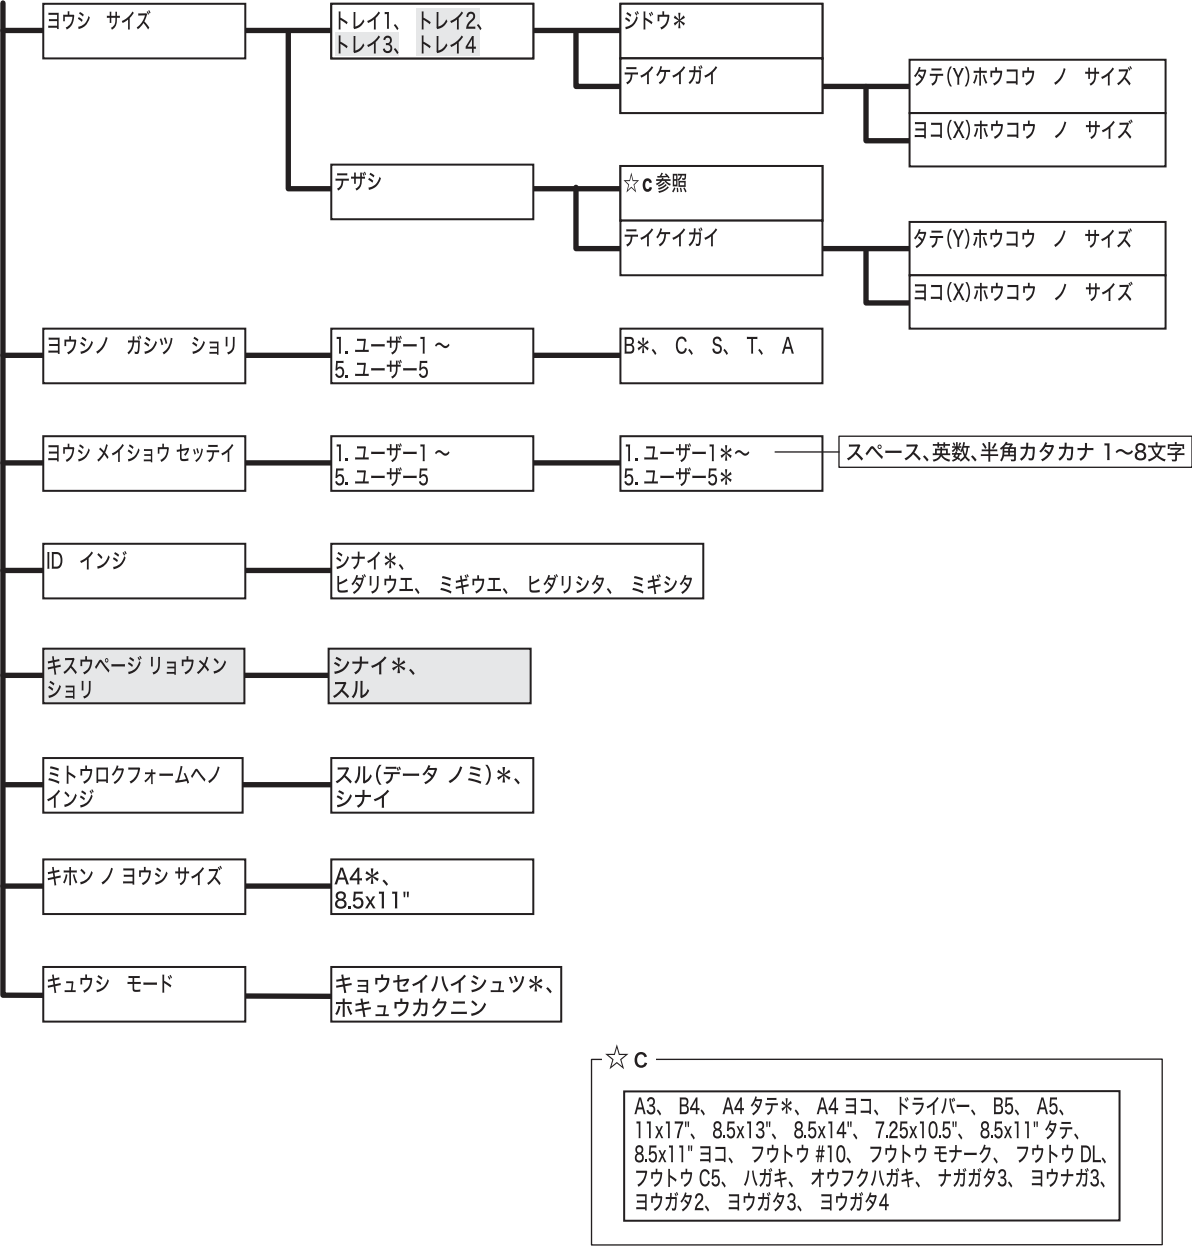 ヨウシ サイズ
トレイ1、 トレイ2、
トレイ3、 トレイ4
ジドウ＊
テイケイガイ
タテ(Y)ホウコウ ノ サイズ
ヨコ(X)ホウコウ ノ サイズ
テザシ
☆c 参照
テイケイガイ
タテ(Y)ホウコウ ノ サイズ
ヨコ(X)ホウコウ ノ サイズ
ヨウシノ ガシツ ショリ
1. ユーザー1 〜
5. ユーザー5
B＊、 C、 S、 T、 A
ヨウシ メイショウ セッテイ
1. ユーザー1 〜
5. ユーザー5
1. ユーザー1＊〜
5. ユーザー5＊
スペース、英数、半角カタカナ 1〜8文字
ID インジ
シナイ＊、
ヒダリウエ、 ミギウエ、 ヒダリシタ、 ミギシタ
キスウページ リョウメン
ショリ
シナイ＊、
スル
ミトウロクフォームヘノ
インジ
スル(データ ノミ)＊、
シナイ
キホン ノ ヨウシ サイズ
A4＊、
8.5x11"
キュウシ モード
キョウセイハイシュツ＊、
ホキュウカクニン
☆ c
A3、 B4、 A4 タテ＊、 A4 ヨコ、 ドライバー、 B5、 A5、
11x17"、 8.5x13"、 8.5x14"、 7.25x10.5"、 8.5x11" タテ、
8.5x11" ヨコ、 フウトウ #10、 フウトウ モナーク、 フウトウ DL、
フウトウ C5、 ハガキ、 オウフクハガキ、 ナガガタ3、 ヨウナガ3、
ヨウガタ2、 ヨウガタ3、 ヨウガタ4